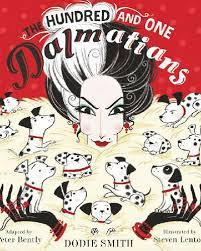 THE HUNDRED AND ONE
Dalmatians
Adapted by
Peter Bently
DODIE SMITH
Illustrated by
Steven Lenton